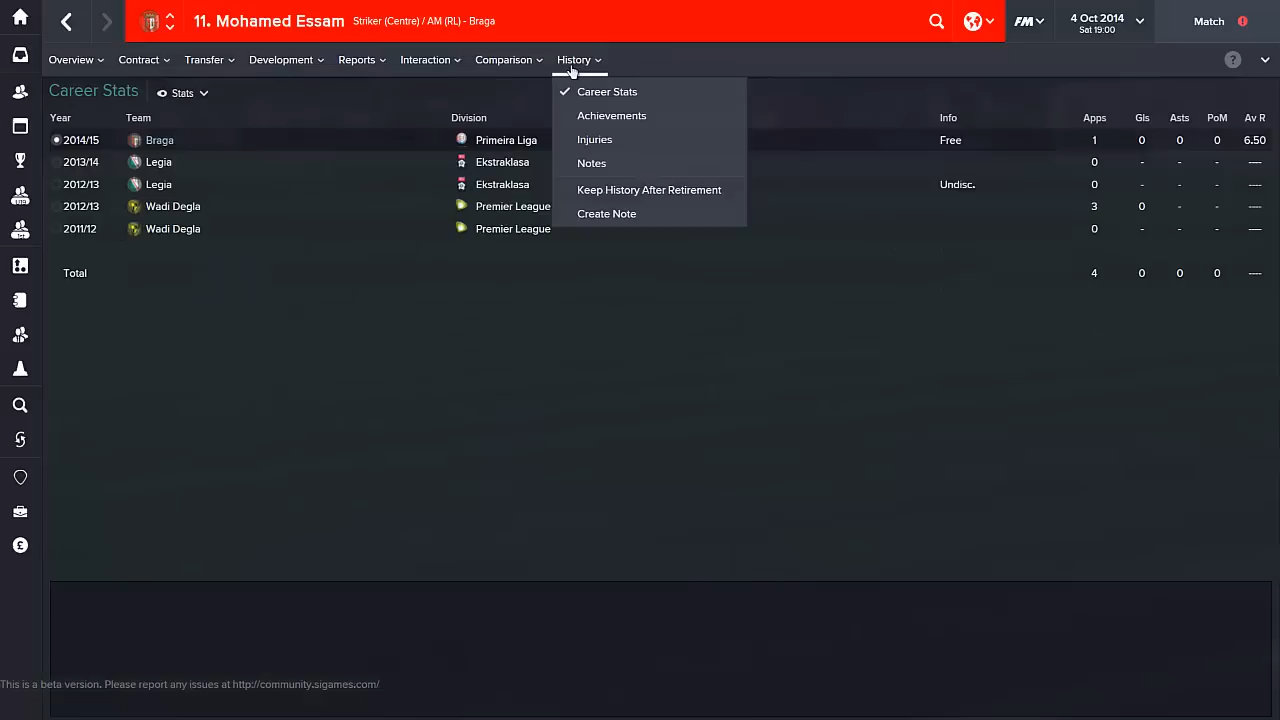 11. Mohamed Essam Striker (Centre) / AM (RL) - Braga FM 4 Oct 2014 Match
Sat 19:00
Overview Contract Transfer Development Reports Interaction Comparison History ?
Career Stats Stats
Career Stats
Achievements
Injuries
Notes
Keep History After Retirement
Create Note
Year Team Division Info Apps Gls Asts PoM Av R
2014/15 Braga Primeira Liga Free 1 0 0 0 6.50
2013/14 Legia Ekstraklasa 0 - - - ---
2012/13 Legia Ekstraklasa Undisc. 0 - - - ---
2012/13 Wadi Degla Premier League 3 0 - - ---
2011/12 Wadi Degla Premier League 0 - - - ---
Total 4 0 0 0 ---
This is a beta version. Please report any issues at http://community.sigames.com/